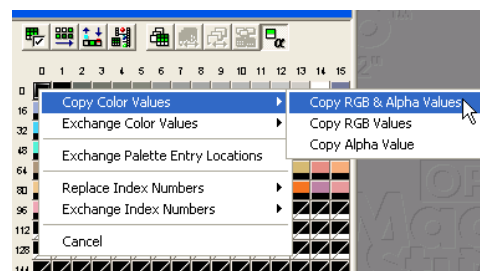 α
0 1 2 3 4 5 6 7 8 9 10 11 12 13 14 15
0
Copy Color Values
Copy RGB & Alpha Values
16
Exchange Color Values
Copy RGB Values
32
Copy Alpha Value
48
Exchange Palette Entry Locations
64
80
Replace Index Numbers
96
Exchange Index Numbers
112
Cancel
128
144